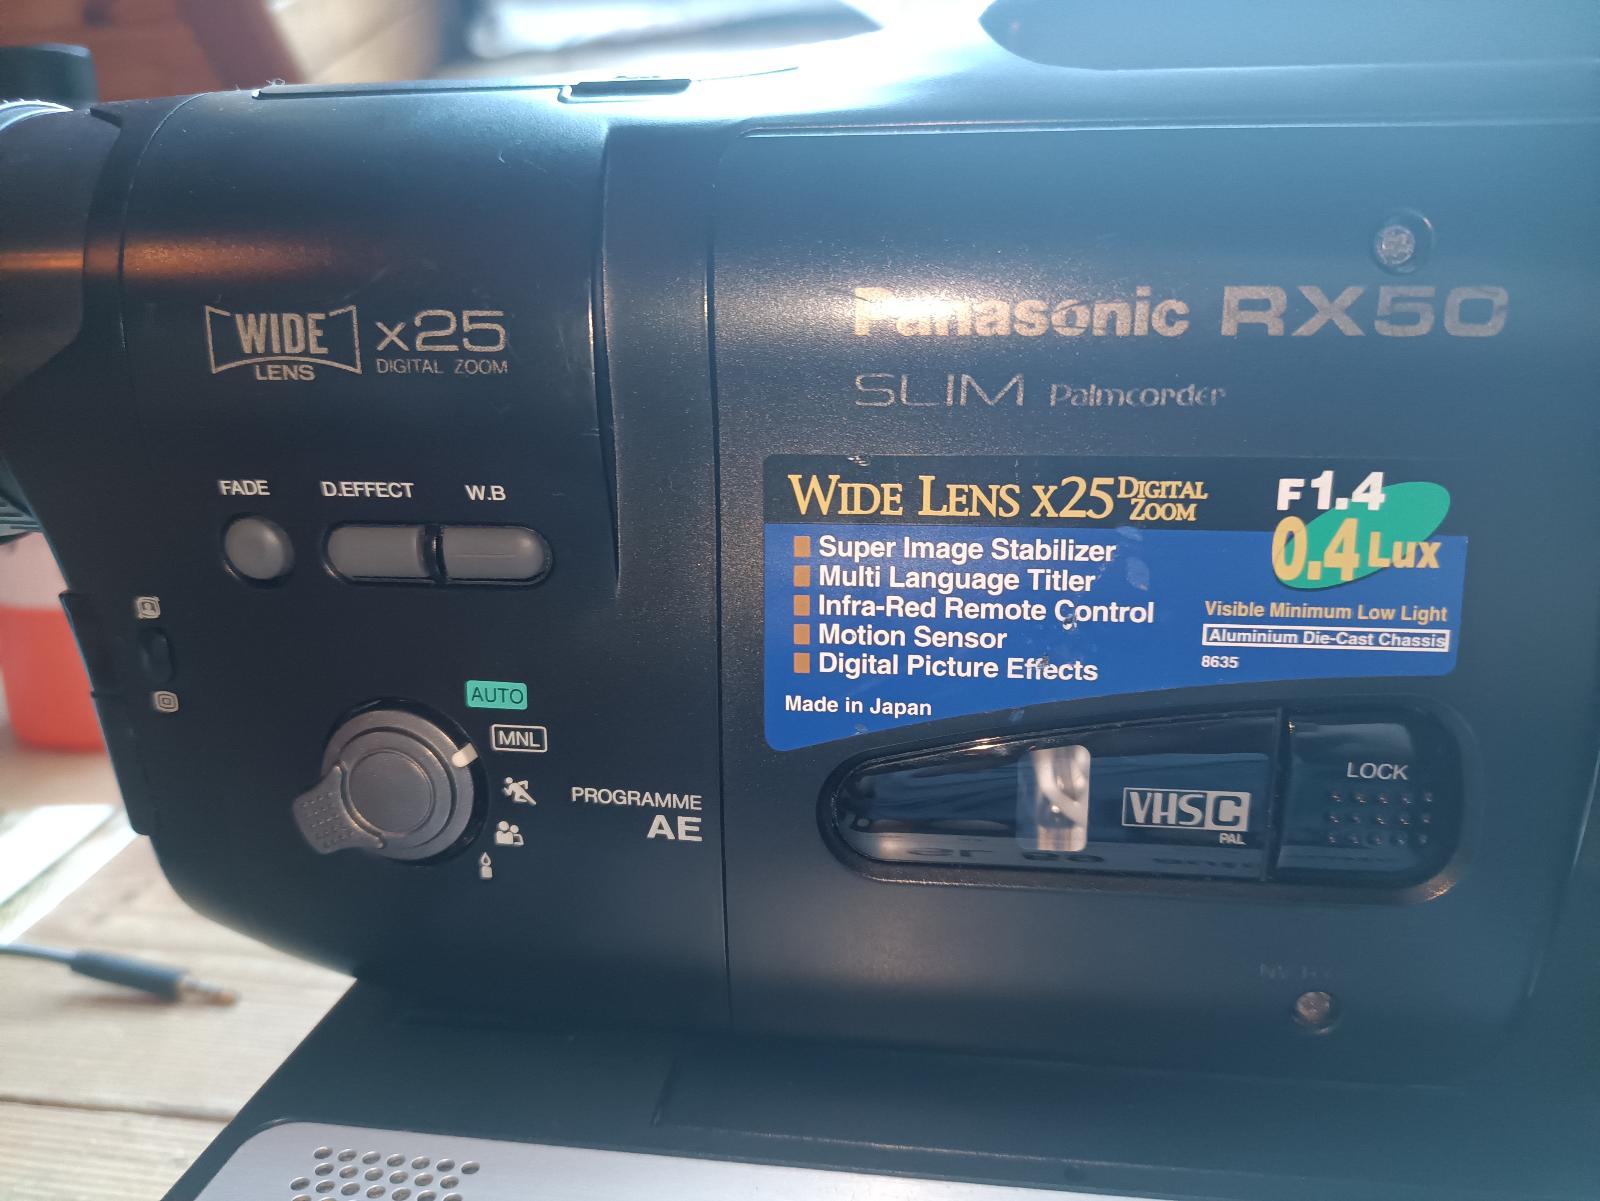 WIDE
LENS
x25
DIGITAL ZOOM
FADE
D.EFFECT
W.B
AUTO
MNL
PROGRAMME
AE
Panasonic RX50
SLIM Palmcorder
WIDE LENS X25 DIGITAL ZOOM
F1.4
0.4 Lux
Super Image Stabilizer
Multi Language Titler
Infra-Red Remote Control
Motion Sensor
Digital Picture Effects
Visible Minimum Low Light
Aluminium Die-Cast Chassis
8635
Made in Japan
VHS C
PAL
LOCK